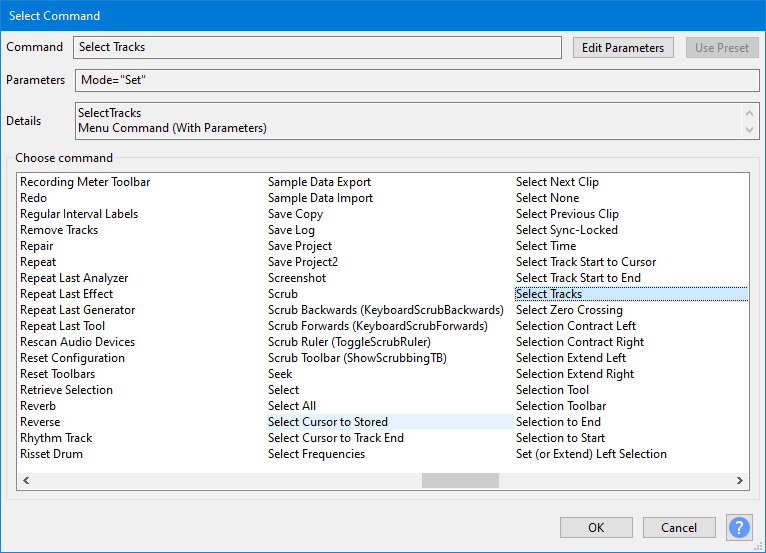 Select Command
Command Select Tracks Edit Parameters Use Preset
Parameters Mode="Set"
Details SelectTracks
Menu Command (With Parameters)
Choose command
Recording Meter Toolbar
Redo
Regular Interval Labels
Remove Tracks
Repair
Repeat
Repeat Last Analyzer
Repeat Last Effect
Repeat Last Generator
Repeat Last Tool
Rescan Audio Devices
Reset Configuration
Reset Toolbars
Retrieve Selection
Reverb
Reverse
Rhythm Track
Risset Drum
Sample Data Export
Sample Data Import
Save Copy
Save Log
Save Project
Save Project2
Screenshot
Scrub
Scrub Backwards (KeyboardScrubBackwards)
Scrub Forwards (KeyboardScrubForwards)
Scrub Ruler (ToggleScrubRuler)
Scrub Toolbar (ShowScrubbingTB)
Seek
Select
Select All
Select Cursor to Stored
Select Cursor to Track End
Select Frequencies
Select Next Clip
Select None
Select Previous Clip
Select Sync-Locked
Select Time
Select Track Start to Cursor
Select Track Start to End
Select Tracks
Select Zero Crossing
Selection Contract Left
Selection Contract Right
Selection Extend Left
Selection Extend Right
Selection Tool
Selection Toolbar
Selection to End
Selection to Start
Set (or Extend) Left Selection
OK Cancel ?